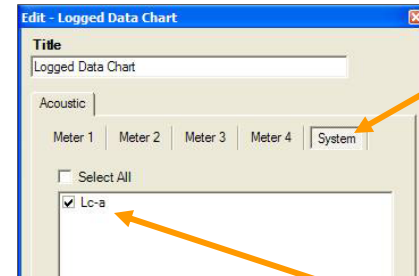 Edit - Logged Data Chart
Title
Logged Data Chart
Acoustic
Meter 1 Meter 2 Meter 3 Meter 4 System
Select All
Lc-a